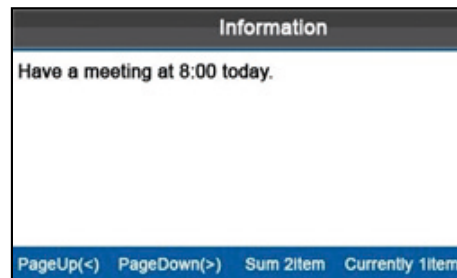 Information
Have a meeting at 8:00 today.
PageUp(<) PageDown(>) Sum 2Item Currently 1Item